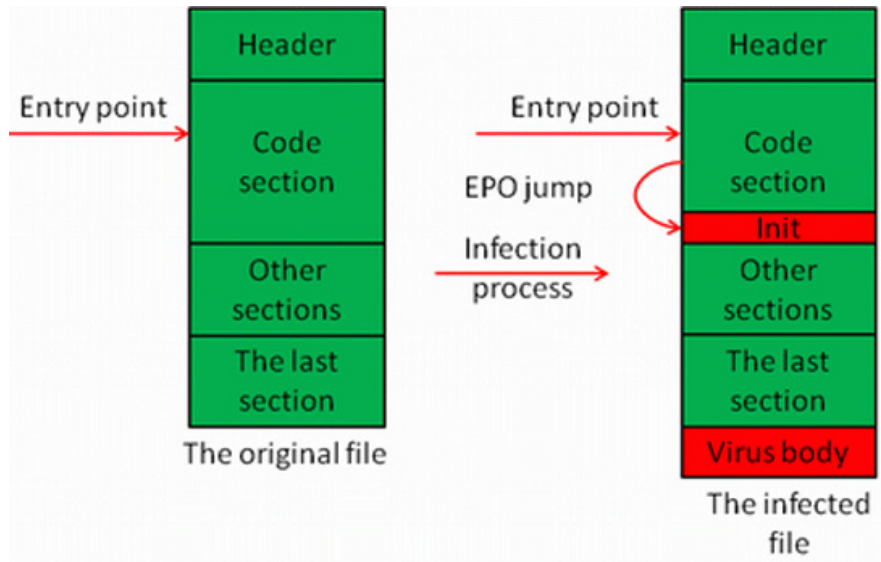 Header
Entry point
Code
section
Other
sections
The last
section
The original file
Header
Entry point
Code
section
EPO jump
Init
Infection
process
Other
sections
The last
section
Virus body
The infected
file